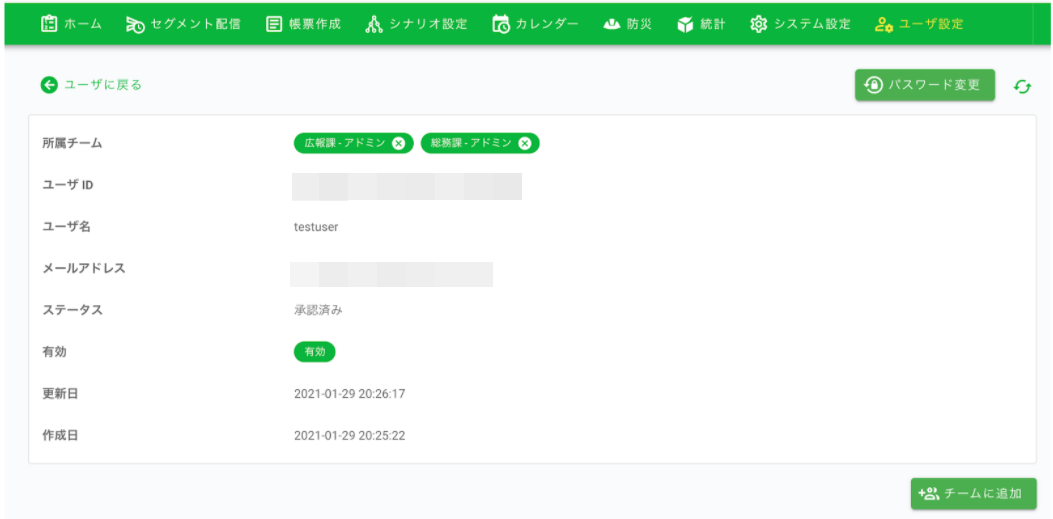 ホーム セグメント配信 帳票作成 シナリオ設定 カレンダー 防災 統計 システム設定 ユーザ設定
ユーザに戻る パスワード変更
所属チーム 広報課 - アドミン 総務課 - アドミン
ユーザ ID
ユーザ名 testuser
メールアドレス
ステータス 承認済み
有効 有効
更新日 2021-01-29 20:26:17
作成日 2021-01-29 20:25:22
チームに追加